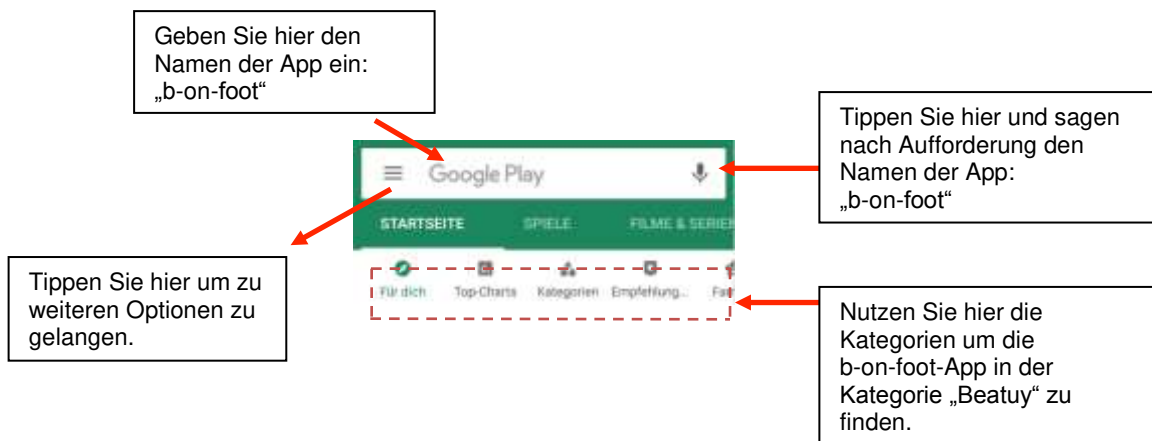 Geben Sie hier den
Namen der App ein:
„b-on-foot“
Tippen Sie hier und sagen
nach Aufforderung den
Namen der App:
„b-on-foot“
Google Play
STARTSEITE SPIELE FILME & SERIEN
Für dich Top-Charts Kategorien Empfehlung...
Tippen Sie hier um zu
weiteren Optionen zu
gelangen.
Nutzen Sie hier die
Kategorien um die
b-on-foot-App in der
Kategorie „Beatuy“ zu
finden.